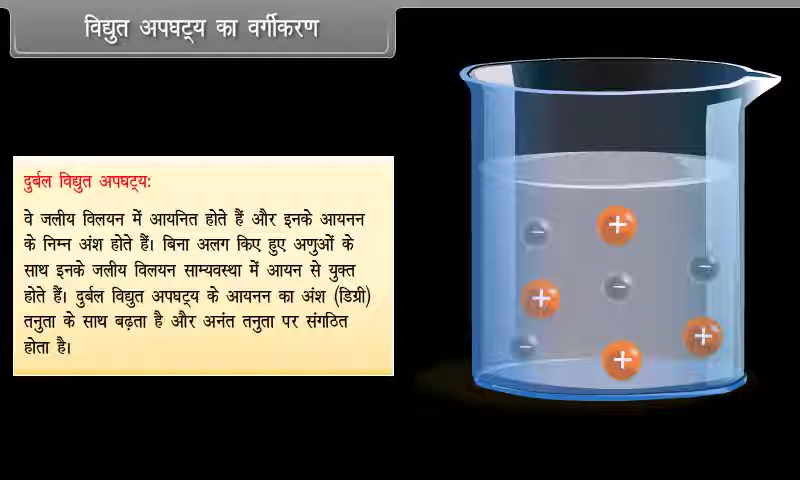 विद्युत अपघट्य का वर्गीकरण
दुर्बल विद्युत अपघट्य:
वे जलीय विलयन में आयनित होते हैं और इनके आयनन
के निम्न अंश होते हैं। बिना अलग किए हुए अणुओं के
साथ इनके जलीय विलयन साम्यवस्था में आयन से युक्त
होते हैं। दुर्बल विद्युत अपघट्य के आयनन का अंश (डिग्री)
तनुता के साथ बढ़ता है और अनंत तनुता पर संगठित
होता है।
− +
−
+ −
− +
+